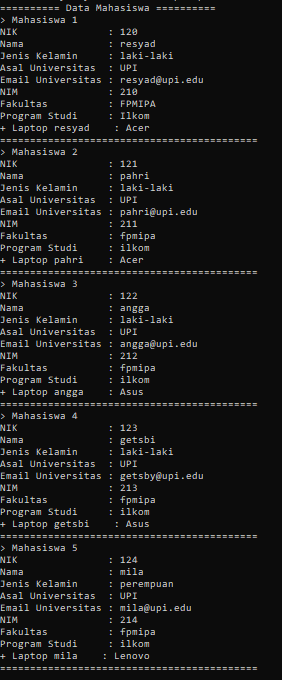 ========== Data Mahasiswa ==========
> Mahasiswa 1
NIK : 120
Nama : resyad
Jenis Kelamin : laki-laki
Asal Universitas : UPI
Email Universitas : resyad@upi.edu
NIM : 210
Fakultas : FPMIPA
Program Studi : Ilkom
+ Laptop resyad : Acer
===========================================
> Mahasiswa 2
NIK : 121
Nama : pahri
Jenis Kelamin : laki-laki
Asal Universitas : UPI
Email Universitas : pahri@upi.edu
NIM : 211
Fakultas : fpmipa
Program Studi : ilkom
+ Laptop pahri : Acer
===========================================
> Mahasiswa 3
NIK : 122
Nama : angga
Jenis Kelamin : laki-laki
Asal Universitas : UPI
Email Universitas : angga@upi.edu
NIM : 212
Fakultas : fpmipa
Program Studi : ilkom
+ Laptop angga : Asus
===========================================
> Mahasiswa 4
NIK : 123
Nama : getsbi
Jenis Kelamin : laki-laki
Asal Universitas : UPI
Email Universitas : getsby@upi.edu
NIM : 213
Fakultas : fpmipa
Program Studi : ilkom
+ Laptop getsbi : Asus
===========================================
> Mahasiswa 5
NIK : 124
Nama : mila
Jenis Kelamin : perempuan
Asal Universitas : UPI
Email Universitas : mila@upi.edu
NIM : 214
Fakultas : fpmipa
Program Studi : ilkom
+ Laptop mila : Lenovo
===========================================